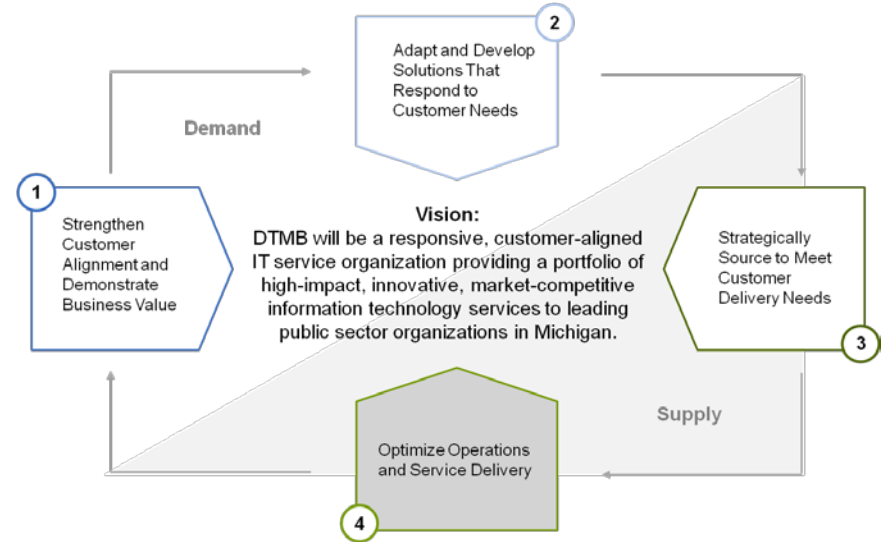 2
Adapt and Develop
Solutions That
Respond to
Customer Needs
Demand
1
Strengthen
Customer
Alignment and
Demonstrate
Business Value
Vision:
DTMB will be a responsive, customer-aligned
IT service organization providing a portfolio of
high-impact, innovative, market-competitive
information technology services to leading
public sector organizations in Michigan.
Strategically
Source to Meet
Customer
Delivery Needs
3
Supply
Optimize Operations
and Service Delivery
4